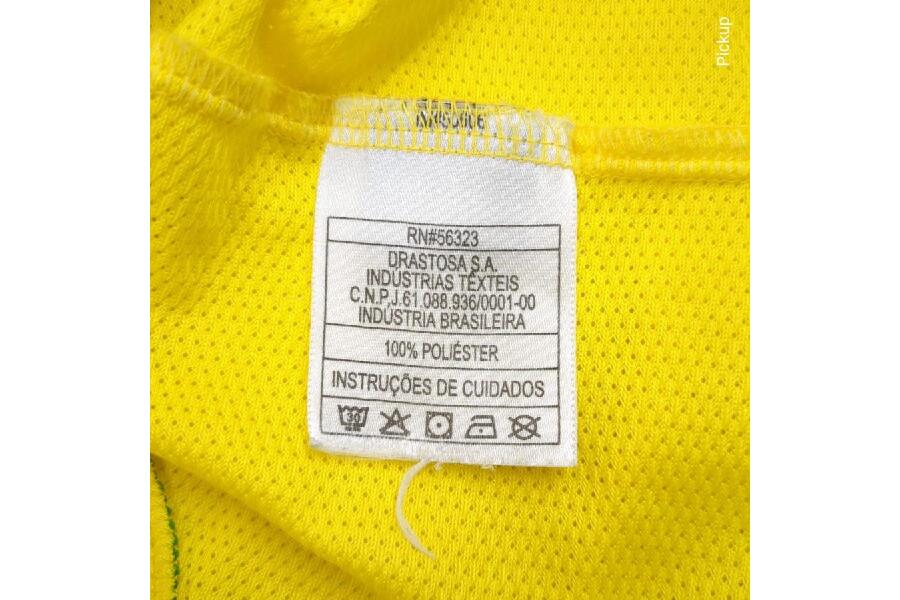 Pickup
RN#56323
DRASTOSA S.A.
INDÚSTRIAS TÊXTEIS
C.N.P.J.61.088.936/0001-00
INDÚSTRIA BRASILEIRA
100% POLIÉSTER
INSTRUÇÕES DE CUIDADOS
30